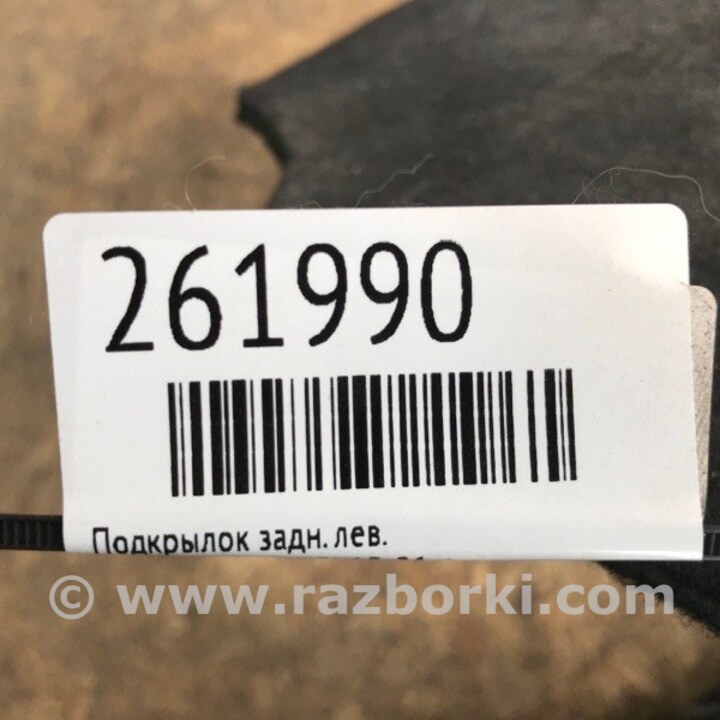 261990
Подкрылок задн. лев.
© www.razborki.com